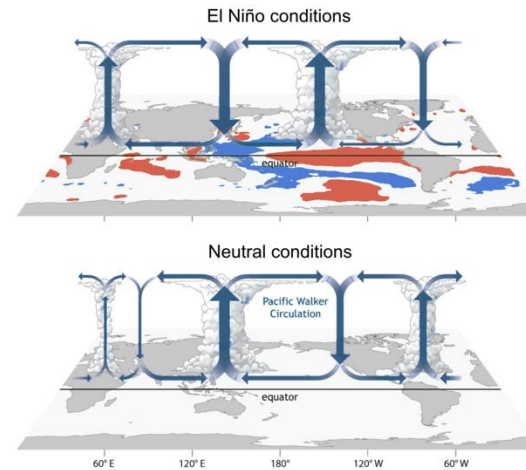 El Niño conditions
equator
Neutral conditions
Pacific Walker
Circulation
equator
60° E 120° E 180° 120° W 60° W